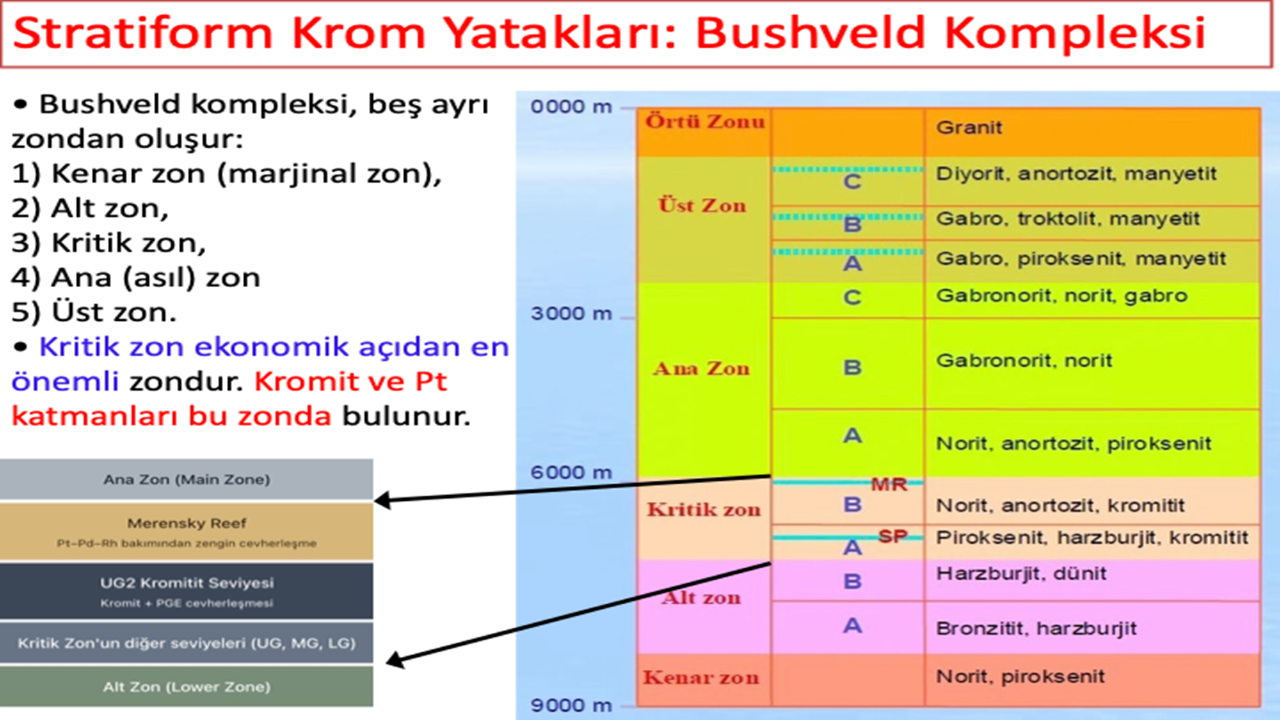 Stratiform Krom Yatakları: Bushveld Kompleksi
• Bushveld kompleksi, beş ayrı
zondan oluşur:
1) Kenar zon (marjinal zon),
2) Alt zon,
3) Kritik zon,
4) Ana (asıl) zon
5) Üst zon.
• Kritik zon ekonomik açıdan en
önemli zondur. Kromit ve Pt
katmanları bu zonda bulunur.
Ana Zon (Main Zone)
Merensky Reef
Pt–Pd–Rh bakımından zengin cevherleşme
UG2 Kromitit Seviyesi
Kromit + PGE cevherleşmesi
Kritik Zon'un diğer seviyeleri (UG, MG, LG)
Alt Zon (Lower Zone)
0000 m
Örtü Zonu
Granit
Üst Zon
C
Diyorit, anortozit, manyetit
B
Gabro, troktolit, manyetit
A
Gabro, piroksenit, manyetit
3000 m
Ana Zon
C
Gabronorit, norit, gabro
B
Gabronorit, norit
A
Norit, anortozit, piroksenit
6000 m
Kritik zon
MR
B
Norit, anortozit, kromitit
SP
A
Piroksenit, harzburjit, kromitit
Alt zon
B
Harzburjit, dünit
A
Bronzitit, harzburjit
Kenar zon
Norit, piroksenit
9000 m